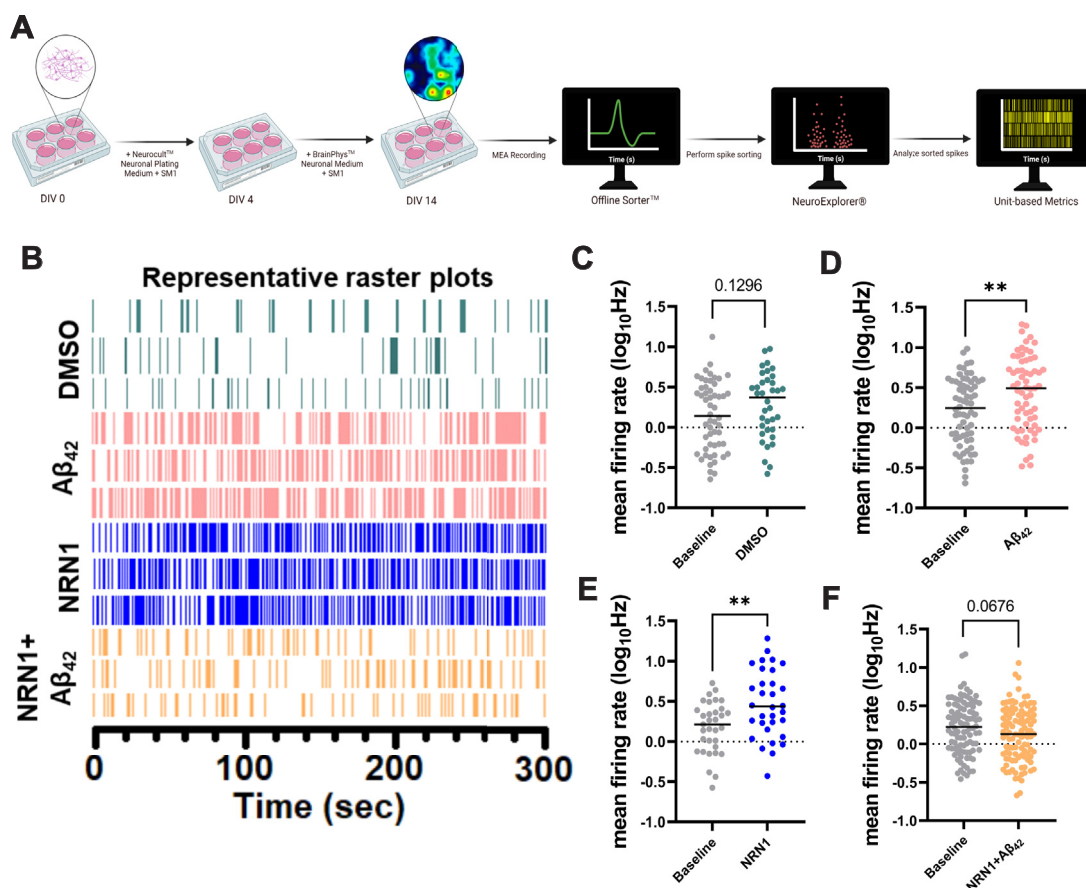 A
+ Neurocult™
Neuronal Plating
Medium + SM1
+ BrainPhys™
Neuronal Medium
+ SM1
MEA Recording
Time (s)
Perform spike sorting
Time (s)
Analyze sorted spikes
Time (s)
DIV 0
DIV 4
DIV 14
Offline Sorter™
NeuroExplorer®
Unit-based Metrics
B
Representative raster plots
DMSO
Aβ42
NRN1
NRN1+
Aβ42
0
100
200
300
Time (sec)
C
mean firing rate (log10Hz)
0.1296
1.5
1.0
0.5
0.0
-0.5
-1.0
Baseline
DMSO
D
mean firing rate (log10Hz)
**
1.5
1.0
0.5
0.0
-0.5
-1.0
Baseline
Aβ42
E
mean firing rate (log10Hz)
**
1.5
1.0
0.5
0.0
-0.5
-1.0
Baseline
NRN1
F
mean firing rate (log10Hz)
0.0676
1.5
1.0
0.5
0.0
-0.5
-1.0
Baseline
NRN1+Aβ42